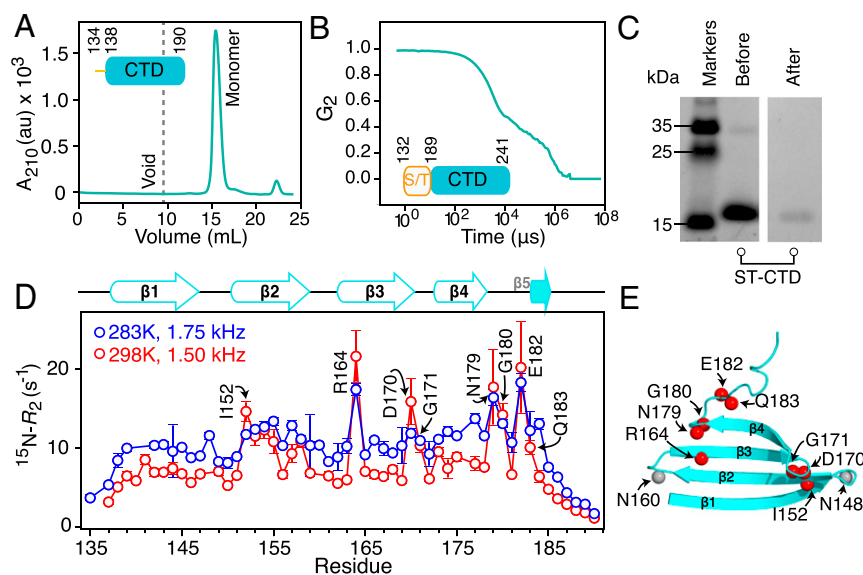 A
134
138
190
CTD
A210 (au) x 10³
1.5
1.0
0.5
0
Void
Monomer
0 5 10 15 20 25
Volume (mL)
B
G2
1.0
0.8
0.6
0.4
0.2
0.0
132
189
241
S/T
CTD
10⁰ 10² 10⁴ 10⁶ 10⁸
Time (µs)
C
kDa
Markers
Before
After
35
25
15
ST-CTD
D
β1 β2 β3 β4 β5
283K, 1.75 kHz
298K, 1.50 kHz
15N-R2 (s-1)
20
10
0
I152
R164
D170
G171
N179
G180
E182
Q183
135 145 155 165 175 185
Residue
E
E182
G180
Q183
N179
R164
β4
G171
β3
D170
β2
N160
β1
I152
N148